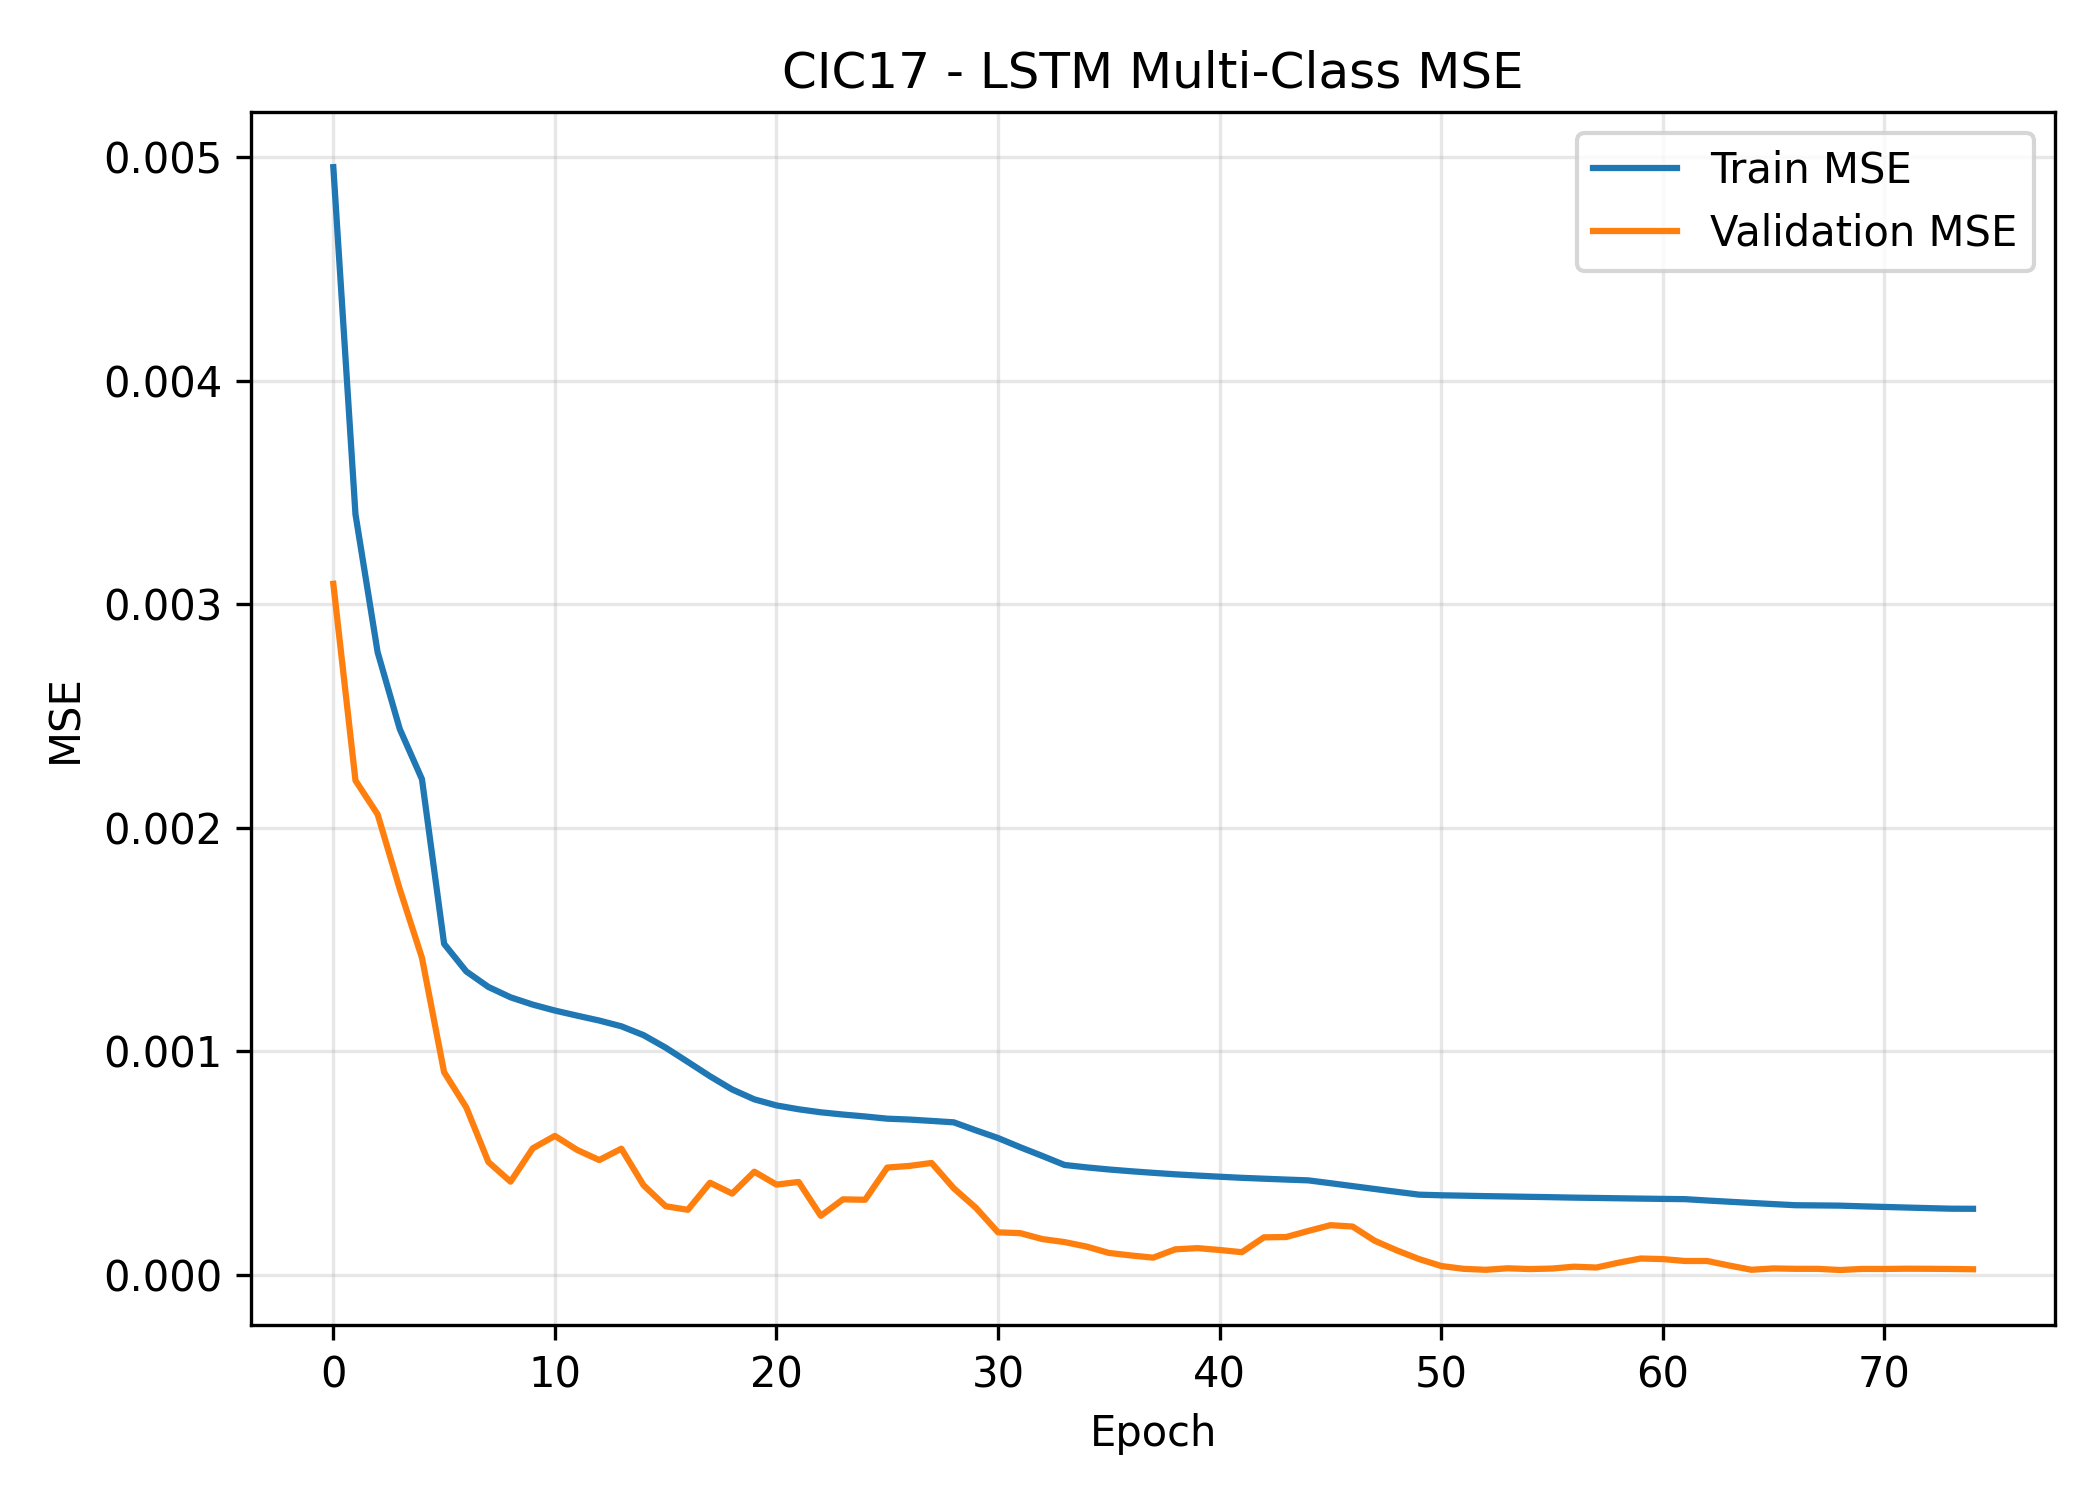 CIC17 - LSTM Multi-Class MSE
Train MSE
Validation MSE
0.005
0.004
0.003
0.002
0.001
0.000
MSE
0 10 20 30 40 50 60 70
Epoch